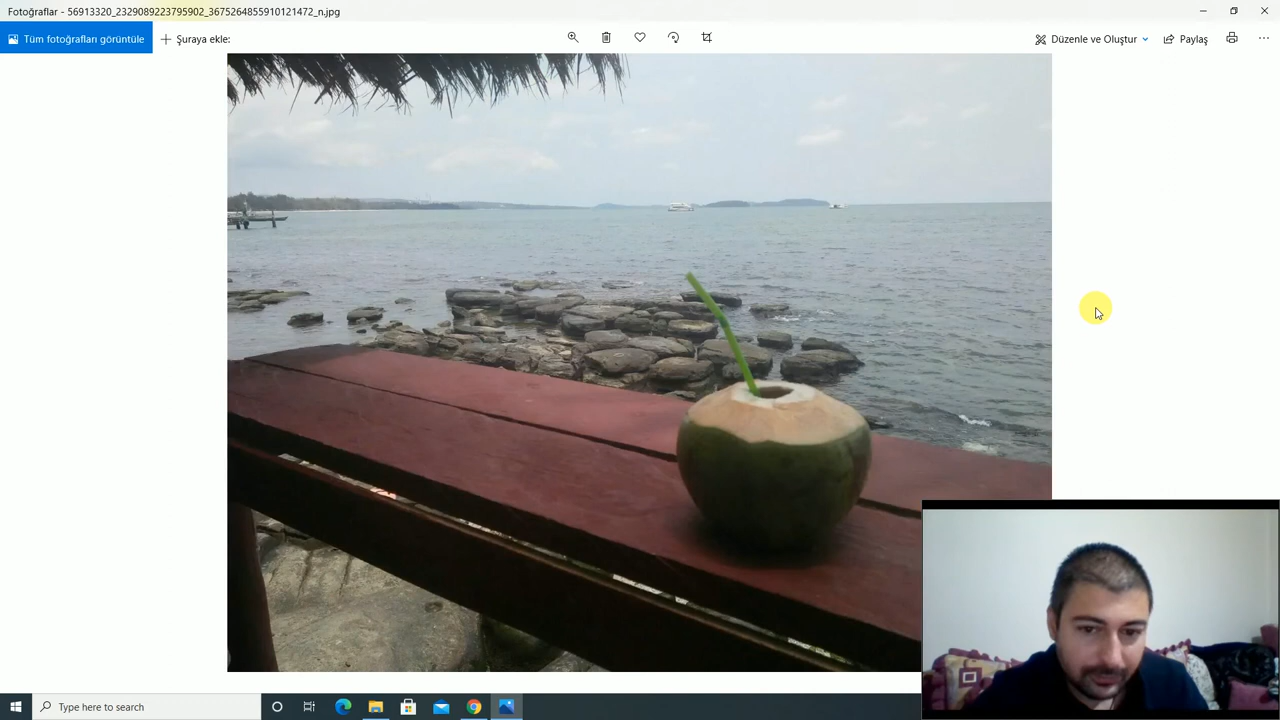 Fotoğraflar - 56913320_2329089223795902_3675264855910121472_n.jpg
Tüm fotoğrafları görüntüle
Şuraya ekle:
Düzenle ve Oluştur
Paylaş
Type here to search